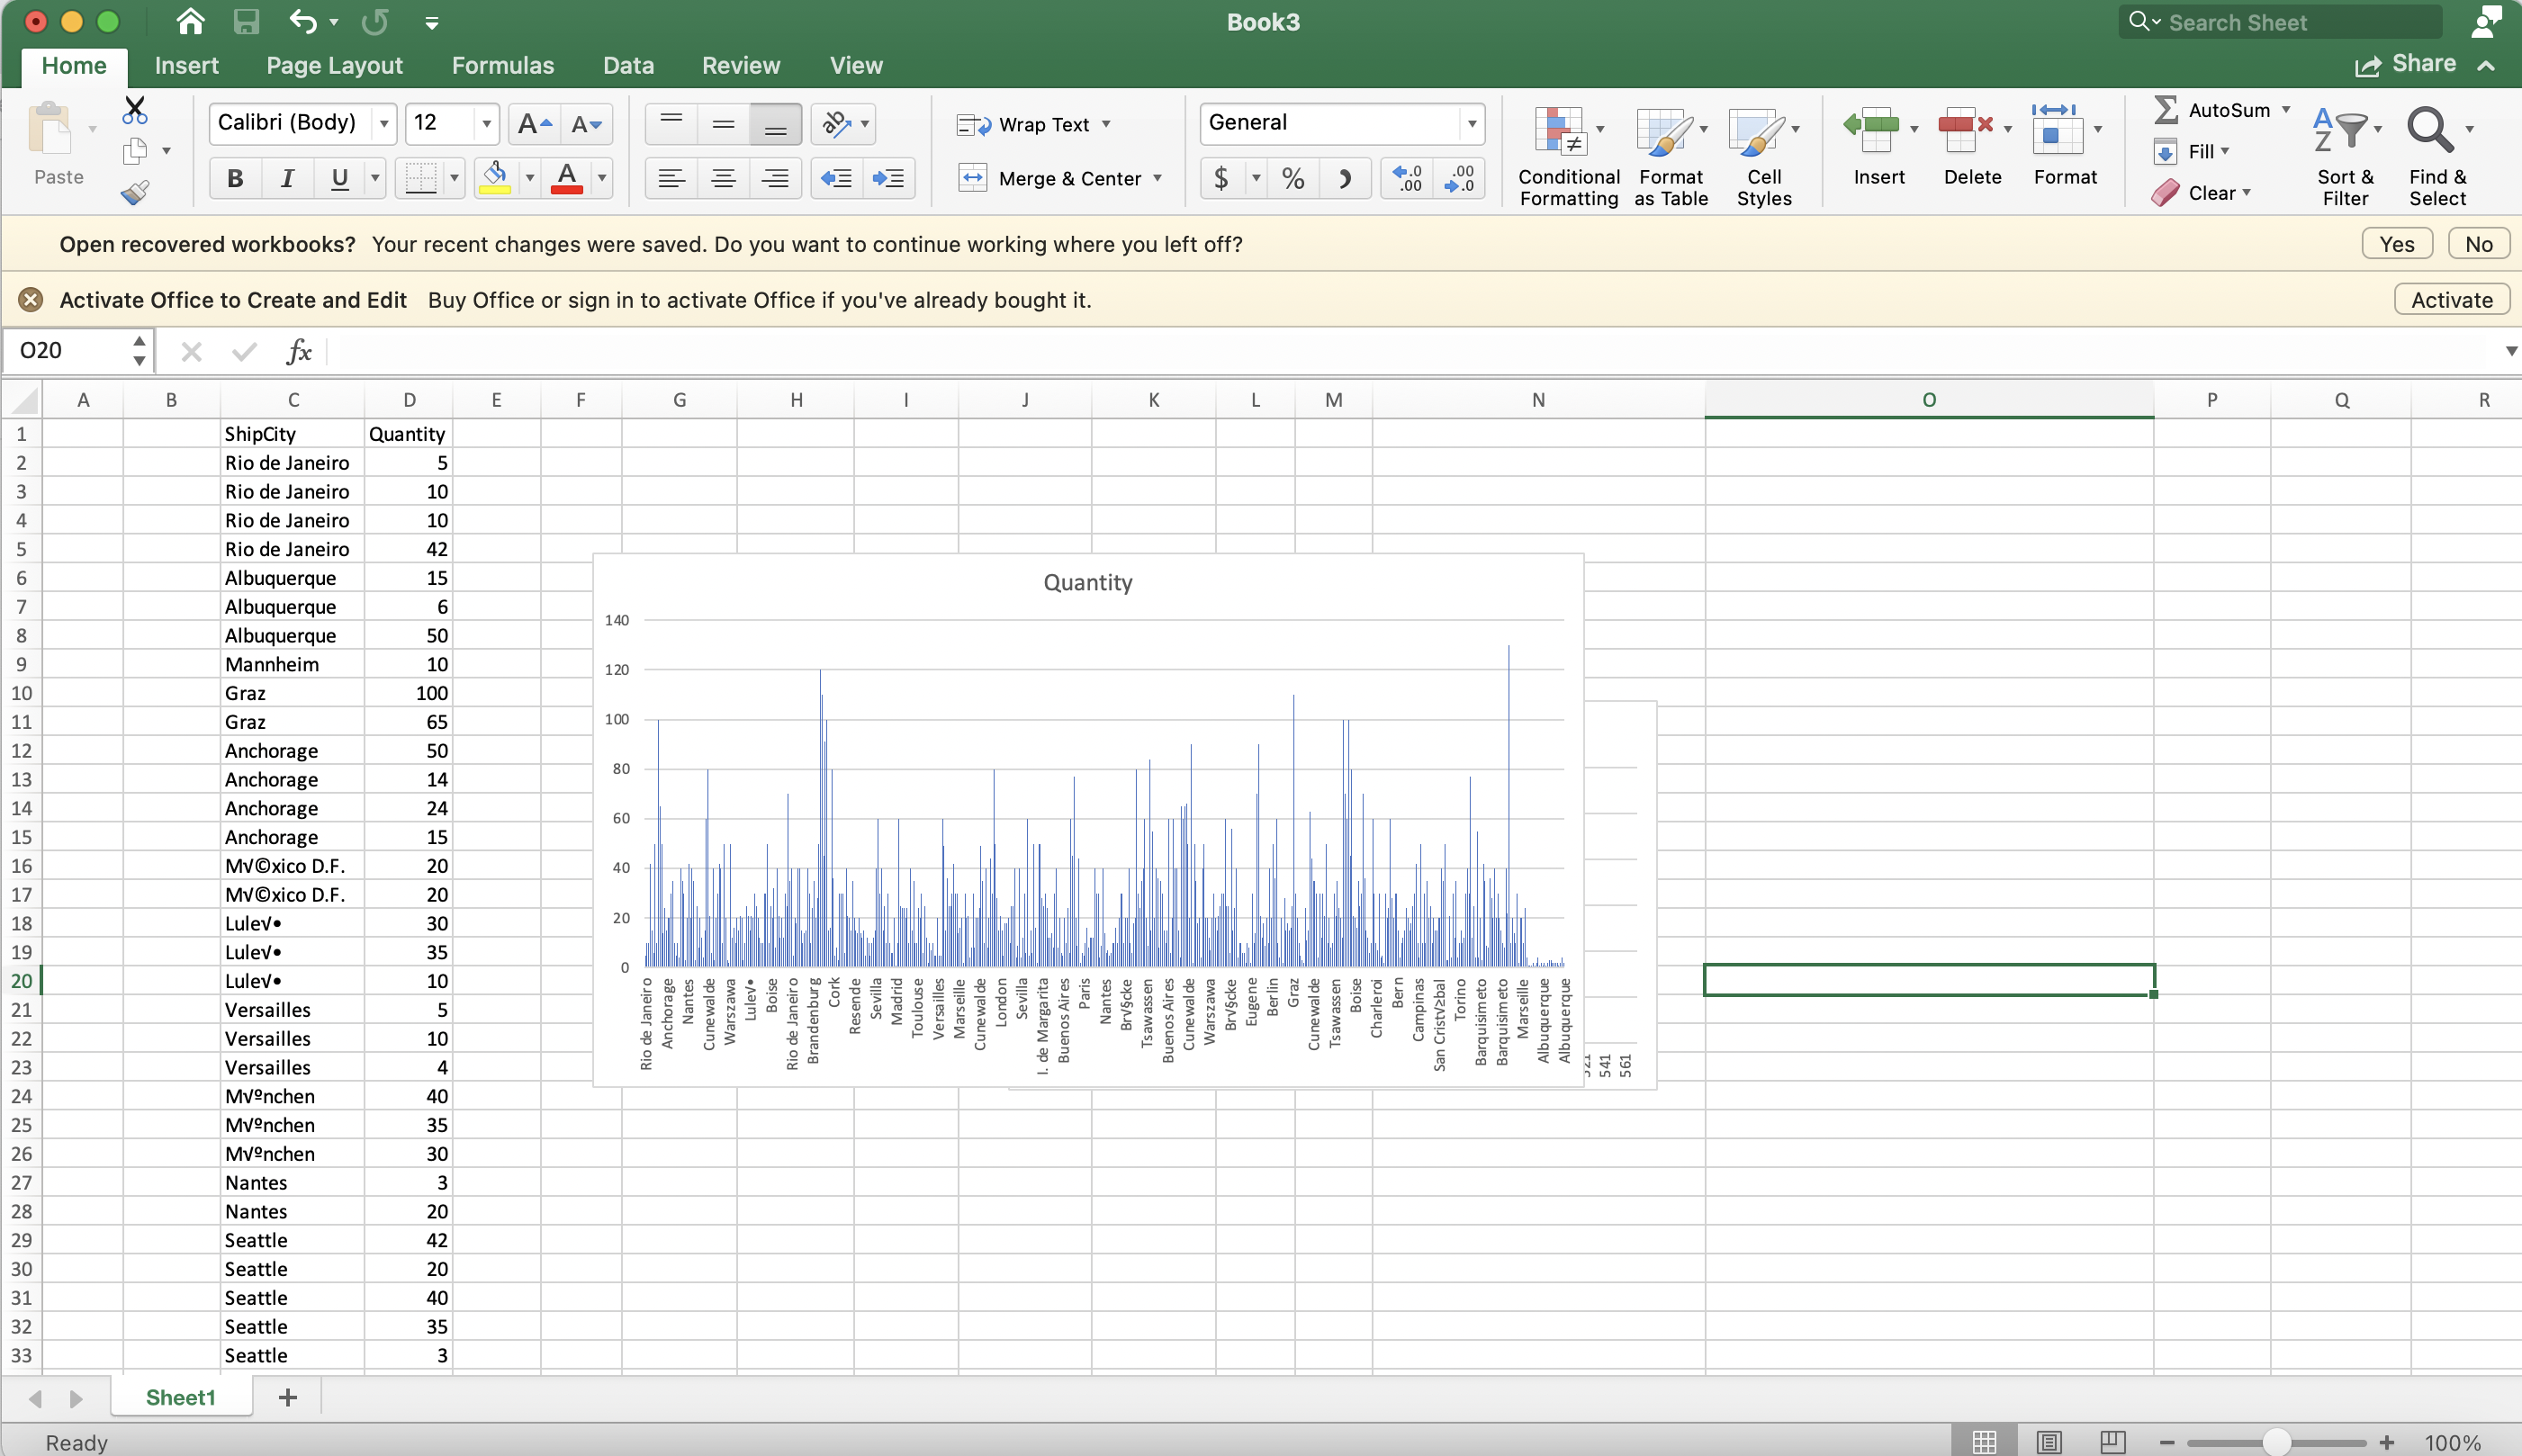 Book3
Search Sheet
Home Insert Page Layout Formulas Data Review View
Share
Paste
Calibri (Body) 12
Wrap Text
Merge & Center
General
Conditional Formatting
Format as Table
Cell Styles
Insert
Delete
Format
AutoSum
Fill
Clear
Sort & Filter
Find & Select
Open recovered workbooks? Your recent changes were saved. Do you want to continue working where you left off? Yes No
Activate Office to Create and Edit Buy Office or sign in to activate Office if you've already bought it. Activate
O20 fx
A B C D E F G H I J K L M N O P Q R
1 ShipCity Quantity
2 Rio de Janeiro 5
3 Rio de Janeiro 10
4 Rio de Janeiro 10
5 Rio de Janeiro 42
6 Albuquerque 15
7 Albuquerque 6
8 Albuquerque 50
9 Mannheim 10
10 Graz 100
11 Graz 65
12 Anchorage 50
13 Anchorage 14
14 Anchorage 24
15 Anchorage 15
16 M√©xico D.F. 20
17 M√©xico D.F. 20
18 Lule√• 30
19 Lule√• 35
20 Lule√• 10
21 Versailles 5
22 Versailles 10
23 Versailles 4
24 M√ºnchen 40
25 M√ºnchen 35
26 M√ºnchen 30
27 Nantes 3
28 Nantes 20
29 Seattle 42
30 Seattle 20
31 Seattle 40
32 Seattle 35
33 Seattle 3
Quantity
140
120
100
80
60
40
20
0
Rio de Janeiro
Anchorage
Nantes
Cunewalde
Warszawa
Lule√•
Boise
Rio de Janeiro
Brandenburg
Cork
Resende
Sevilla
Madrid
Toulouse
Versailles
Marseille
Cunewalde
London
Sevilla
I. de Margarita
Buenos Aires
Paris
Nantes
Br√§cke
Tsawassen
Buenos Aires
Cunewalde
Warszawa
Br√§cke
Eugene
Berlin
Graz
Cunewalde
Tsawassen
Boise
Charleroi
Bern
Campinas
San Crist√≥bal
Torino
Barquisimeto
Barquisimeto
Marseille
Albuquerque
Albuquerque
541
561
Sheet1
Ready
100%